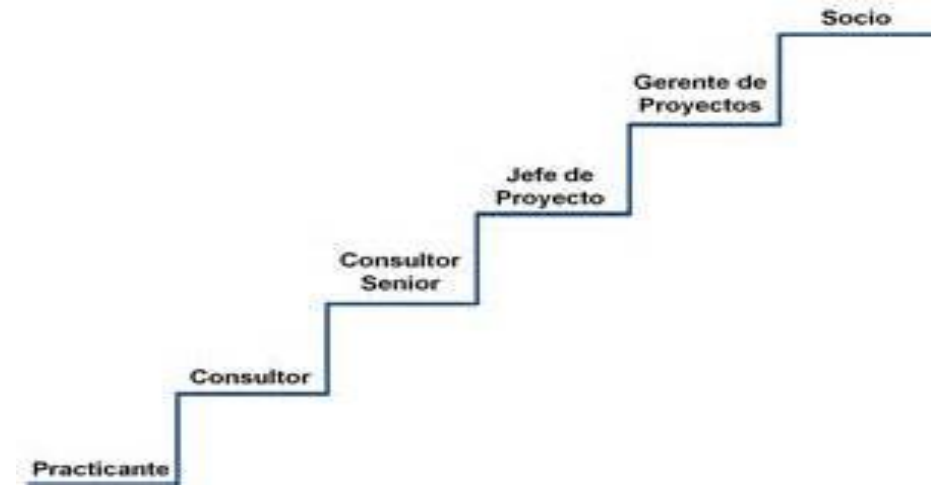 Socio
Gerente de
Proyectos
Jefe de
Proyecto
Consultor
Senior
Consultor
Practicante